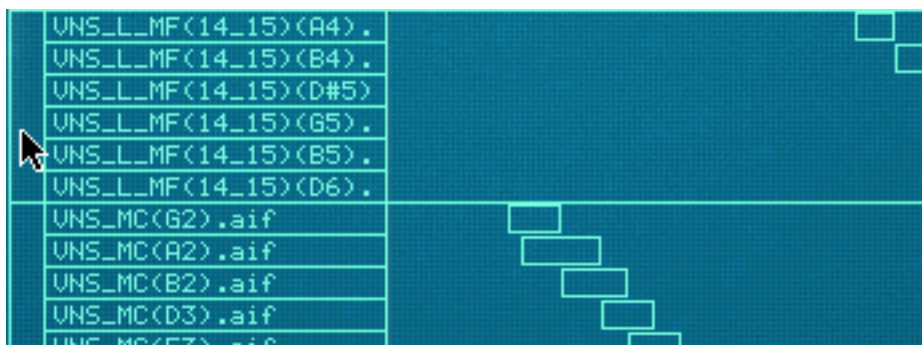 VNS_L_MF(14_15)(A4).
VNS_L_MF(14_15)(B4).
VNS_L_MF(14_15)(D#5)
VNS_L_MF(14_15)(G5).
VNS_L_MF(14_15)(B5).
VNS_L_MF(14_15)(D6).
VNS_MC(G2).aif
VNS_MC(A2).aif
VNS_MC(B2).aif
VNS_MC(D3).aif